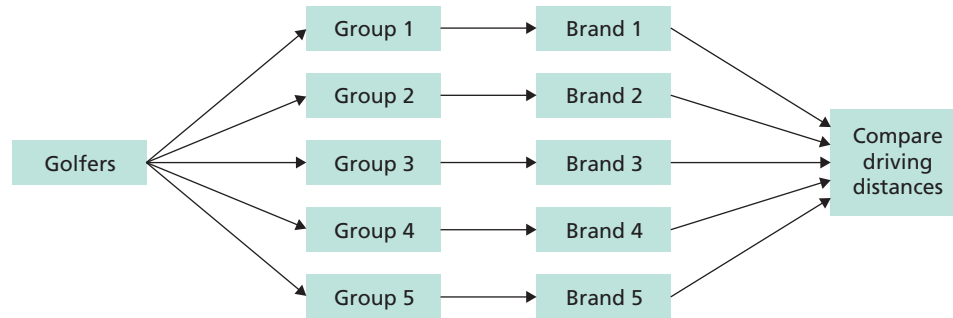 Golfers
Group 1
Brand 1
Group 2
Brand 2
Group 3
Brand 3
Group 4
Brand 4
Group 5
Brand 5
Compare
driving
distances